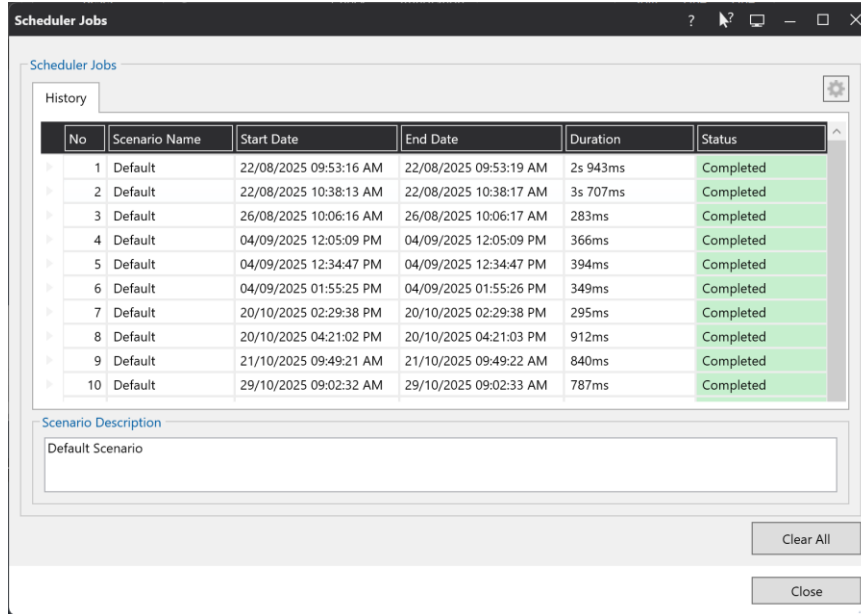 Scheduler Jobs
?
Scheduler Jobs
History
No Scenario Name Start Date End Date Duration Status
1 Default 22/08/2025 09:53:16 AM 22/08/2025 09:53:19 AM 2s 943ms Completed
2 Default 22/08/2025 10:38:13 AM 22/08/2025 10:38:17 AM 3s 707ms Completed
3 Default 26/08/2025 10:06:16 AM 26/08/2025 10:06:17 AM 283ms Completed
4 Default 04/09/2025 12:05:09 PM 04/09/2025 12:05:09 PM 366ms Completed
5 Default 04/09/2025 12:34:47 PM 04/09/2025 12:34:47 PM 394ms Completed
6 Default 04/09/2025 01:55:25 PM 04/09/2025 01:55:26 PM 349ms Completed
7 Default 20/10/2025 02:29:38 PM 20/10/2025 02:29:38 PM 295ms Completed
8 Default 20/10/2025 04:21:02 PM 20/10/2025 04:21:03 PM 912ms Completed
9 Default 21/10/2025 09:49:21 AM 21/10/2025 09:49:22 AM 840ms Completed
10 Default 29/10/2025 09:02:32 AM 29/10/2025 09:02:33 AM 787ms Completed
Scenario Description
Default Scenario
Clear All
Close